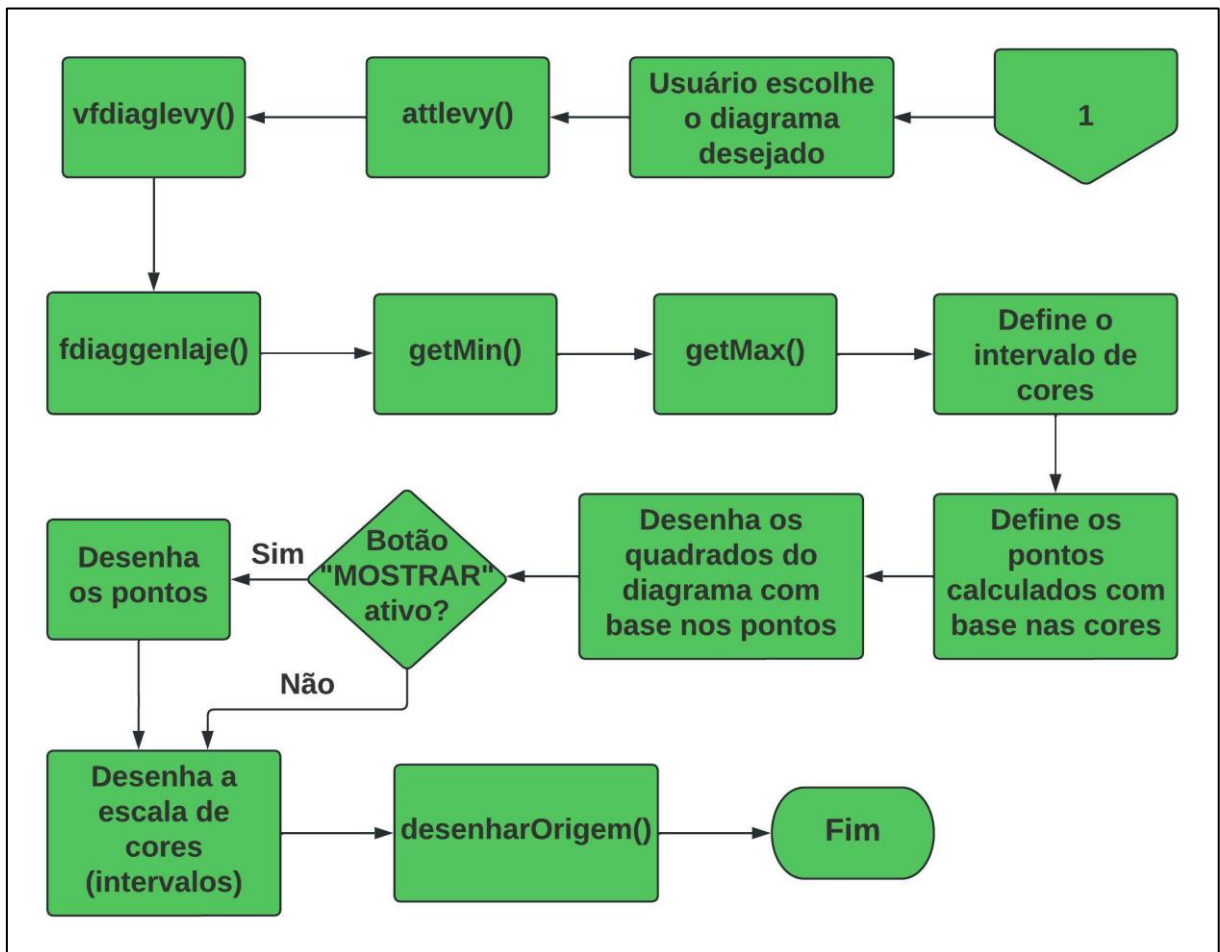 1
Usuário escolhe
o diagrama
desejado
attlevy()
vfdiaglevy()
fdiaggenlaje()
getMin()
getMax()
Define o
intervalo de
cores
Define os
pontos
calculados com
base nas cores
Desenha os
quadrados do
diagrama com
base nos pontos
Botão
"MOSTRAR"
ativo?
Sim
Desenha
os pontos
Não
Desenha a
escala de
cores
(intervalos)
desenharOrigem()
Fim